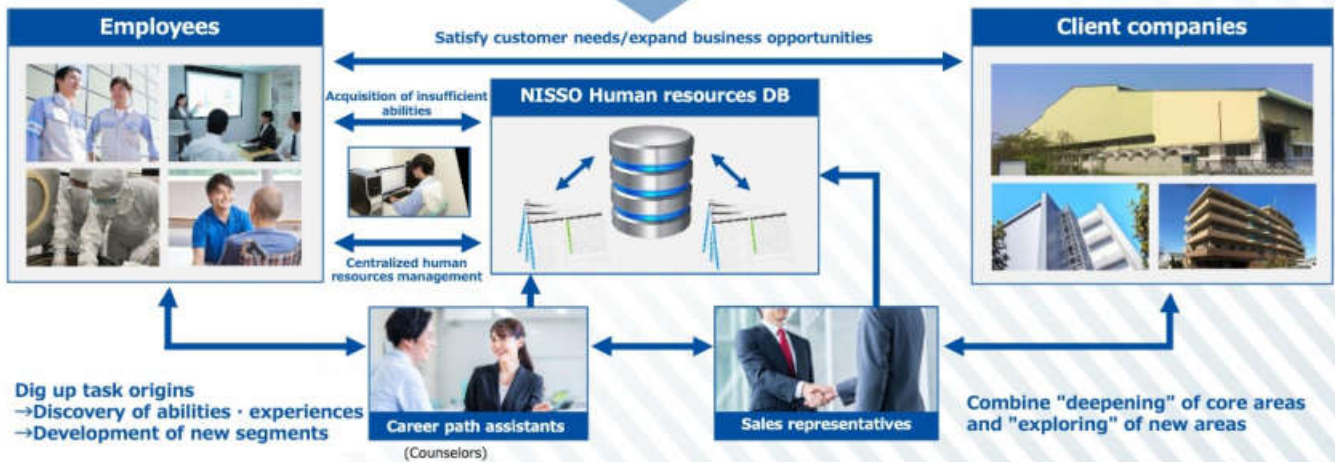 Employees
Client companies
Satisfy customer needs/expand business opportunities
Acquisition of insufficient
abilities
NISSO Human resources DB
Centralized human
resources management
Dig up task origins
→Discovery of abilities · experiences
→Development of new segments
Career path assistants
(Counselors)
Sales representatives
Combine "deepening" of core areas
and "exploring" of new areas